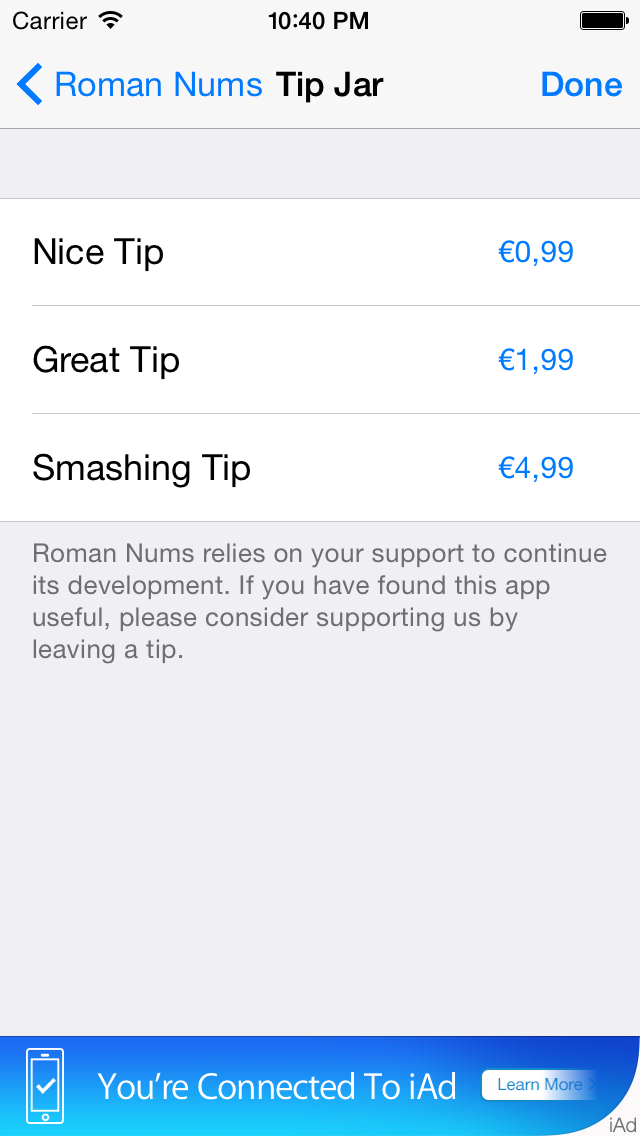 Carrier 10:40 PM
Roman Nums Tip Jar Done
Nice Tip €0,99
Great Tip €1,99
Smashing Tip €4,99
Roman Nums relies on your support to continue
its development. If you have found this app
useful, please consider supporting us by
leaving a tip.
You're Connected To iAd Learn More
iAd